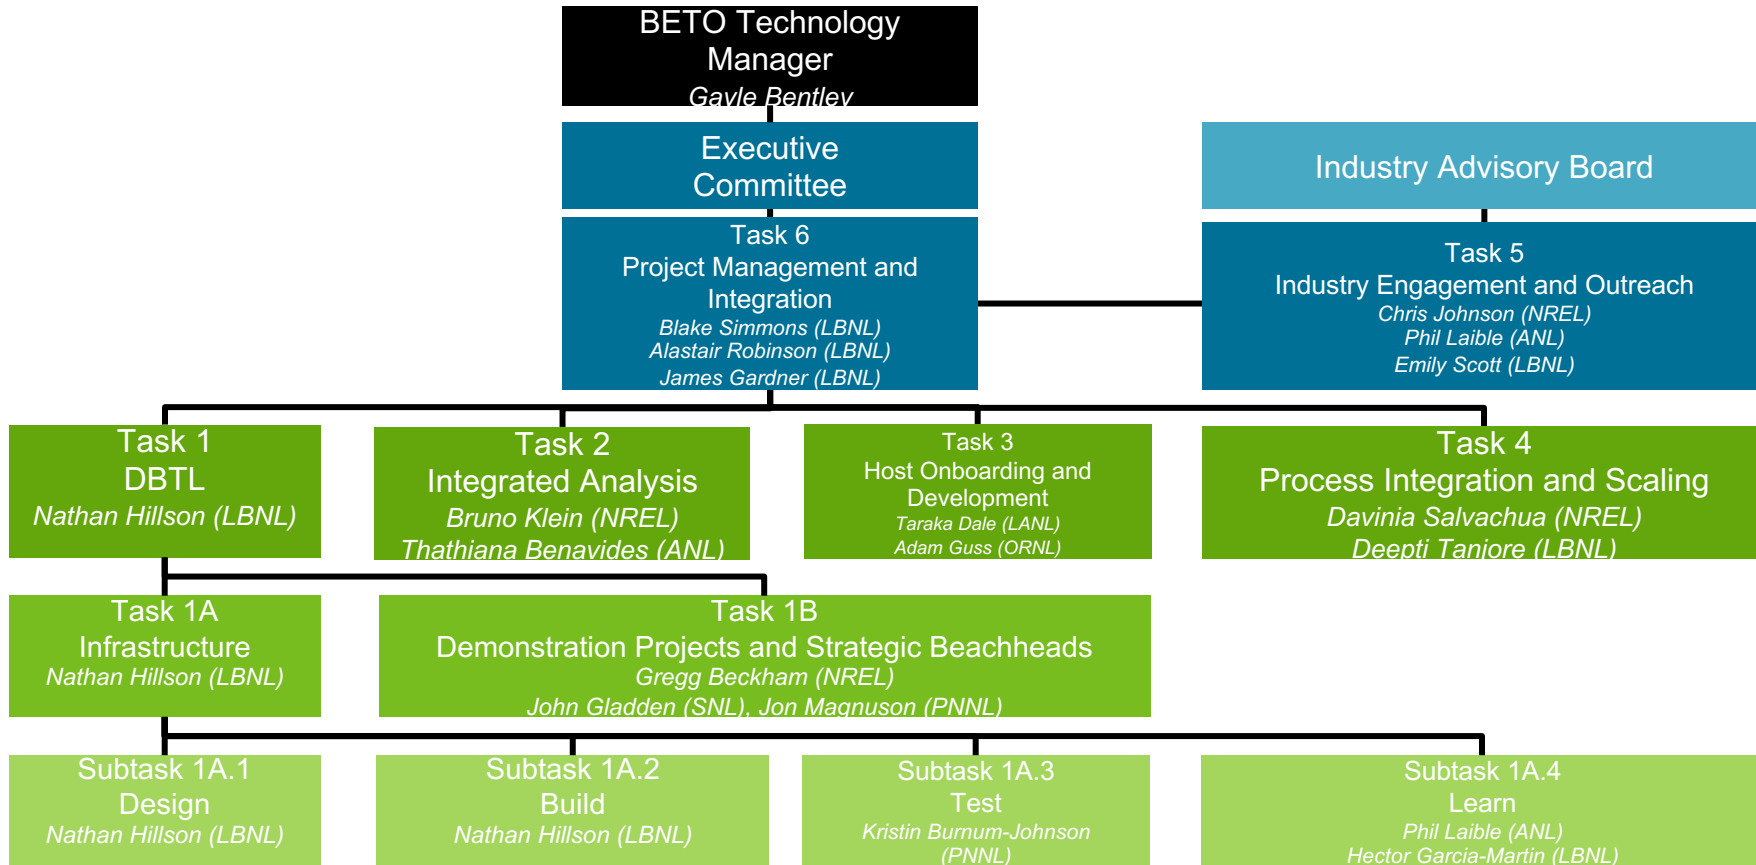 BETO Technology
Manager
Gayle Bentley
Executive
Committee
Industry Advisory Board
Task 6
Project Management and
Integration
Blake Simmons (LBNL)
Alastair Robinson (LBNL)
James Gardner (LBNL)
Task 5
Industry Engagement and Outreach
Chris Johnson (NREL)
Phil Laible (ANL)
Emily Scott (LBNL)
Task 1
DBTL
Nathan Hillson (LBNL)
Task 2
Integrated Analysis
Bruno Klein (NREL)
Thathiana Benavides (ANL)
Task 3
Host Onboarding and
Development
Taraka Dale (LANL)
Adam Guss (ORNL)
Task 4
Process Integration and Scaling
Davinia Salvachua (NREL)
Deepti Tanjore (LBNL)
Task 1A
Infrastructure
Nathan Hillson (LBNL)
Task 1B
Demonstration Projects and Strategic Beachheads
Gregg Beckham (NREL)
John Gladden (SNL), Jon Magnuson (PNNL)
Subtask 1A.1
Design
Nathan Hillson (LBNL)
Subtask 1A.2
Build
Nathan Hillson (LBNL)
Subtask 1A.3
Test
Kristin Burnum-Johnson
(PNNL)
Subtask 1A.4
Learn
Phil Laible (ANL)
Hector Garcia-Martin (LBNL)